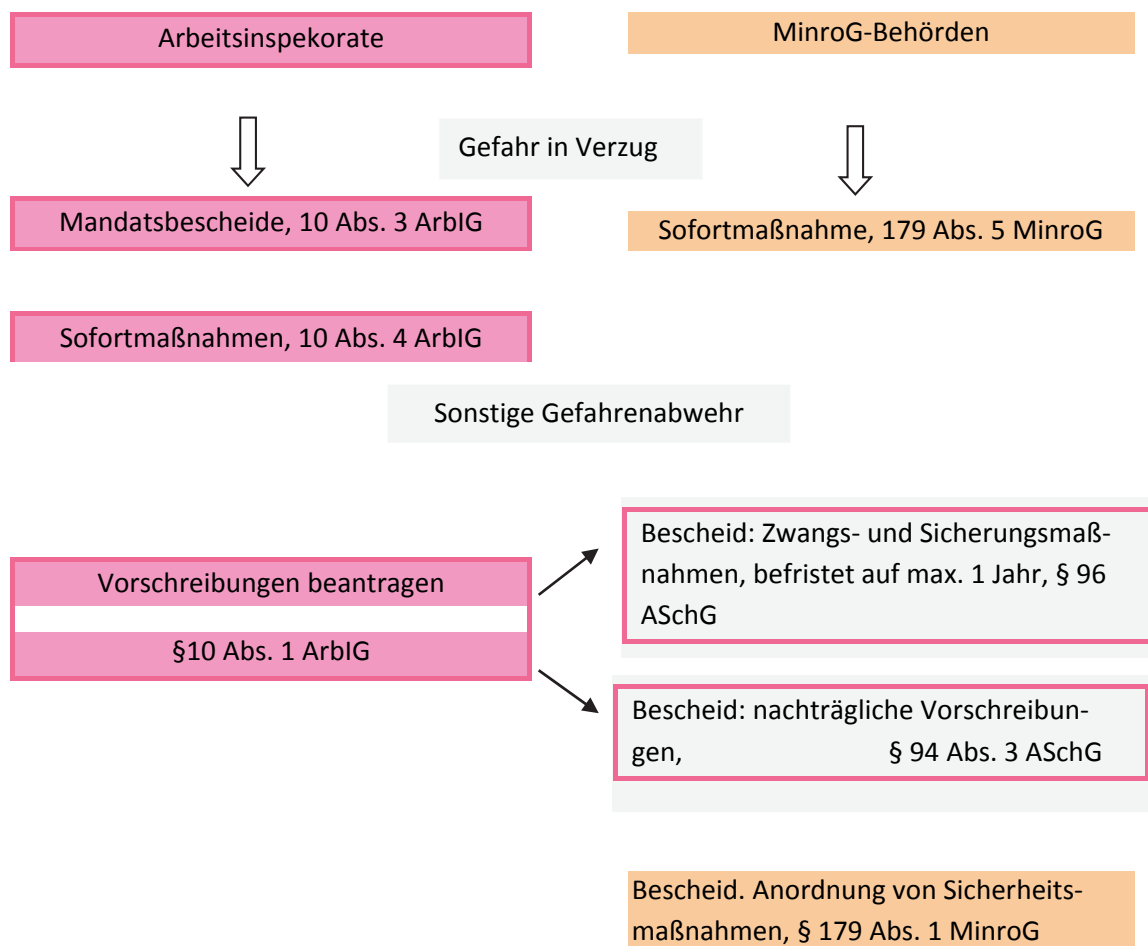 Arbeitsinspekorate
MinroG-Behörden
Gefahr in Verzug
Mandatsbescheide, 10 Abs. 3 ArbIG
Sofortmaßnahme, 179 Abs. 5 MinroG
Sofortmaßnahmen, 10 Abs. 4 ArbIG
Sonstige Gefahrenabwehr
Vorschreibungen beantragen
§10 Abs. 1 ArbIG
Bescheid: Zwangs- und Sicherungsmaß-
nahmen, befristet auf max. 1 Jahr, § 96
ASchG
Bescheid: nachträgliche Vorschreibun-
gen, § 94 Abs. 3 ASchG
Bescheid. Anordnung von Sicherheits-
maßnahmen, § 179 Abs. 1 MinroG